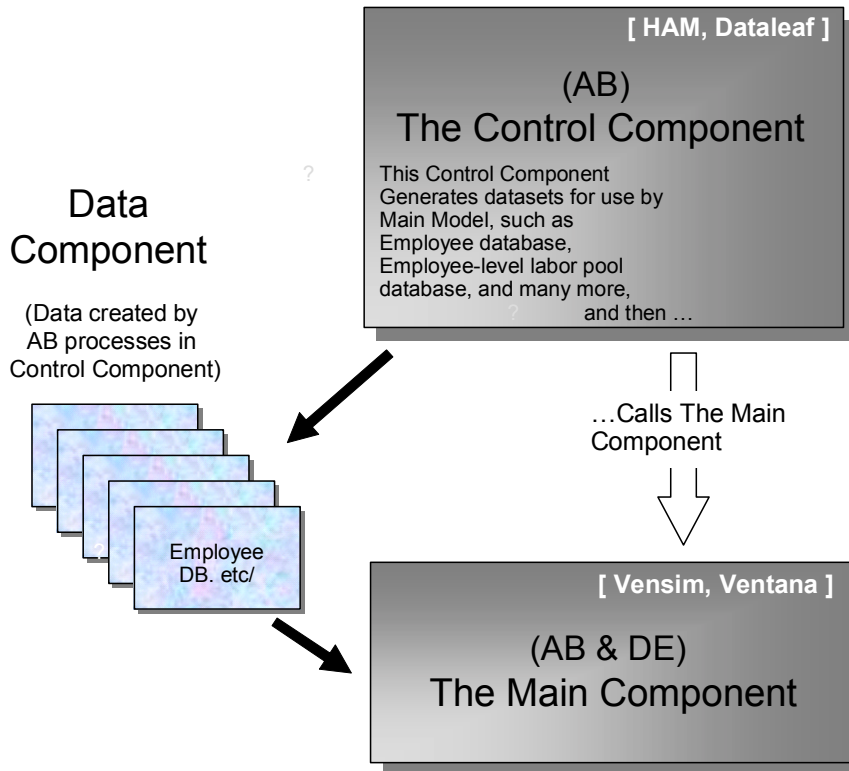 [ HAM, Dataleaf ]
(AB)
The Control Component
This Control Component
Generates datasets for use by
Main Model, such as
Employee database,
Employee-level labor pool
database, and many more,
? and then …
?
Data
Component
(Data created by
AB processes in
Control Component)
…Calls The Main
Component
?
Employee
DB. etc/
[ Vensim, Ventana ]
(AB & DE)
The Main Component